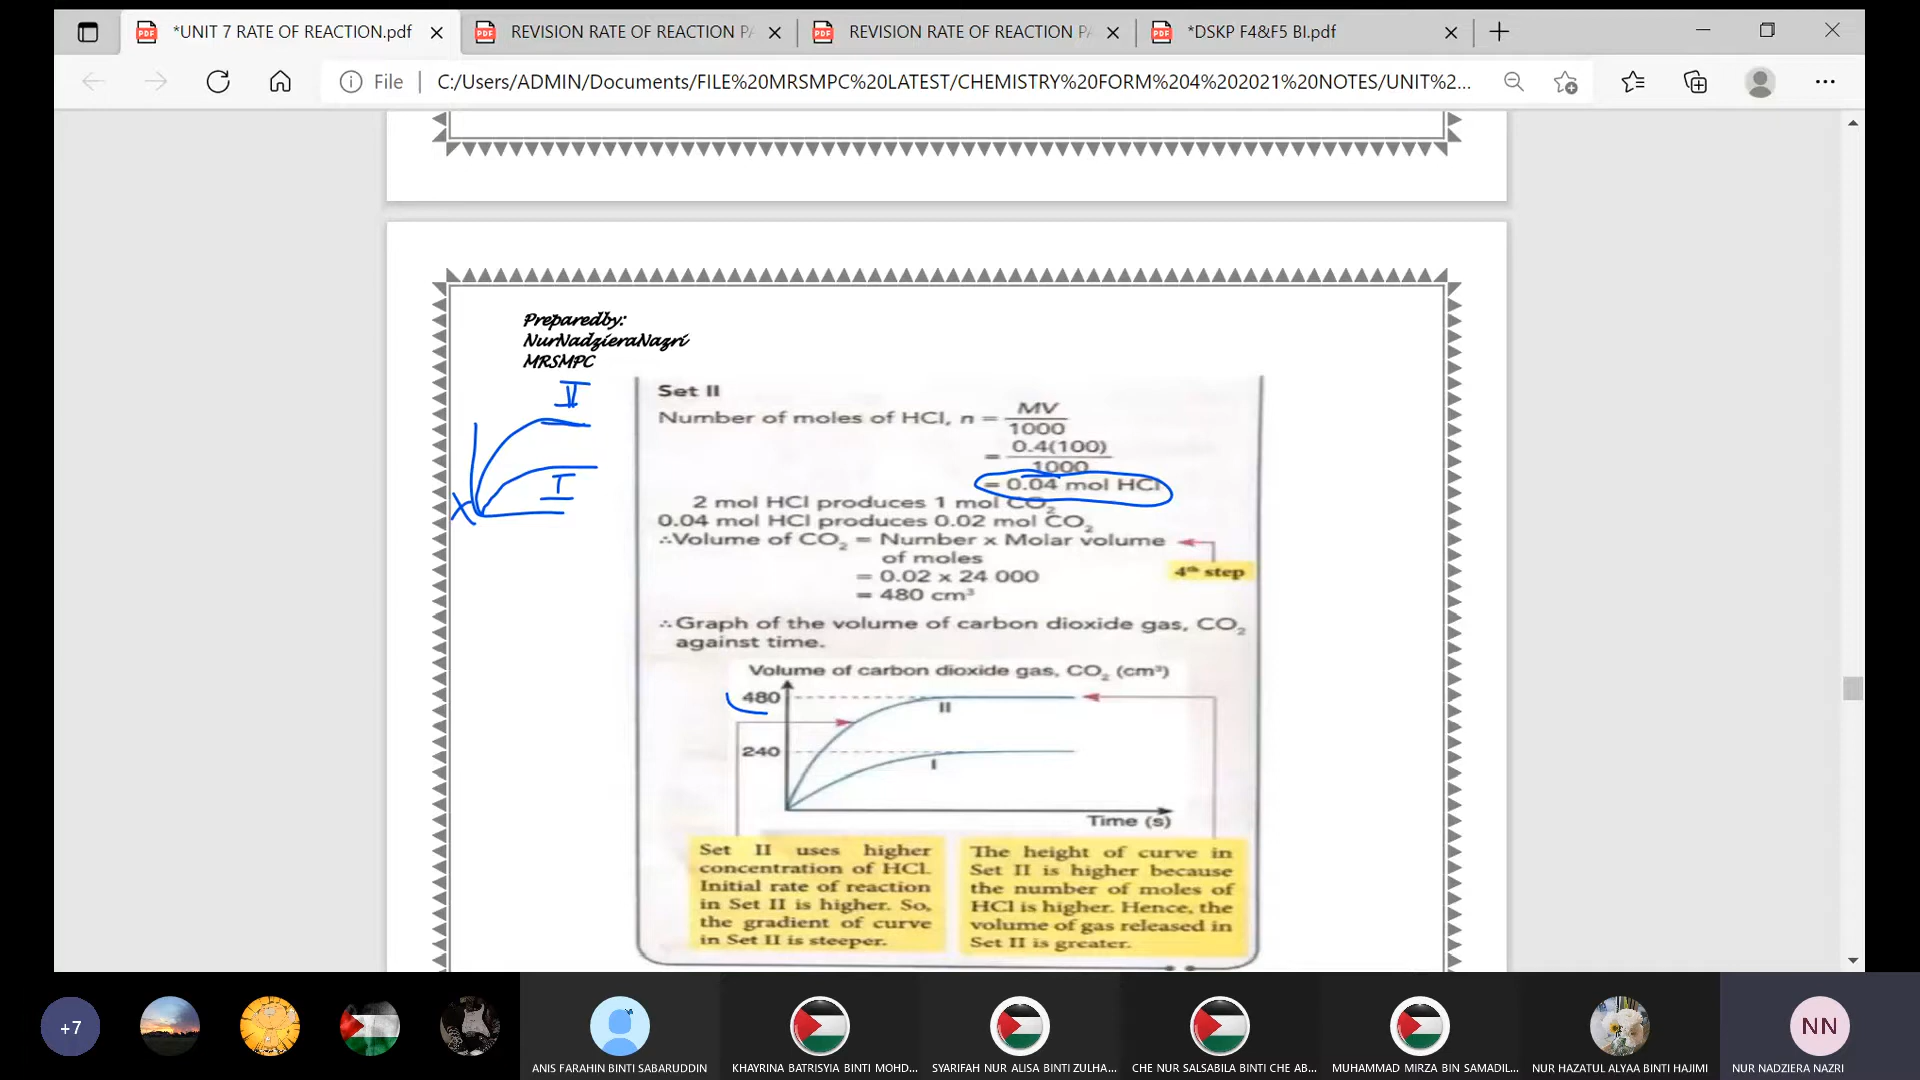 *UNIT 7 RATE OF REACTION.pdf
REVISION RATE OF REACTION PA
REVISION RATE OF REACTION PA
*DSKP F4&F5 BI.pdf
File
C:/Users/ADMIN/Documents/FILE%20MRSMPC%20LATEST/CHEMISTRY%20FORM%204%202021%20NOTES/UNIT%2...
Preparedby:
NurNadzieraNazri
MRSMPC
II
I
X
Set II
Number of moles of HCl, n = MV
1000
= 0.4(100)
1000
= 0.04 mol HCl
2 mol HCl produces 1 mol CO₂
0.04 mol HCl produces 0.02 mol CO₂
∴Volume of CO₂ = Number x Molar volume
of moles
4th step
= 0.02 x 24 000
= 480 cm³
∴Graph of the volume of carbon dioxide gas, CO₂
against time.
Volume of carbon dioxide gas, CO₂ (cm³)
480
II
240
I
Time (s)
Set II uses higher
concentration of HCl.
Initial rate of reaction
in Set II is higher. So,
the gradient of curve
in Set II is steeper.
The height of curve in
Set II is higher because
the number of moles of
HCl is higher. Hence, the
volume of gas released in
Set II is greater.
+7
ANIS FARAHIN BINTI SABARUDDIN
KHAYRINA BATRISYIA BINTI MOHD...
SYARIFAH NUR ALISA BINTI ZULHA...
CHE NUR SALSABILA BINTI CHE AB...
MUHAMMAD MIRZA BIN SAMADIL...
NUR HAZATUL ALYAA BINTI HAJIMI
NN
NUR NADZIERA NAZRI